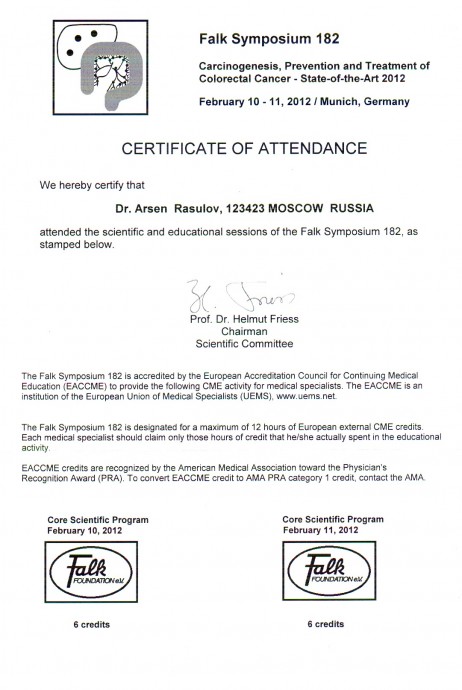 Falk Symposium 182
Carcinogenesis, Prevention and Treatment of
Colorectal Cancer - State-of-the-Art 2012
February 10 - 11, 2012 / Munich, Germany
CERTIFICATE OF ATTENDANCE
We hereby certify that
Dr. Arsen Rasulov, 123423 MOSCOW RUSSIA
attended the scientific and educational sessions of the Falk Symposium 182, as
stamped below.
H. Friess
Prof. Dr. Helmut Friess
Chairman
Scientific Committee
The Falk Symposium 182 is accredited by the European Accreditation Council for Continuing Medical
Education (EACCME) to provide the following CME activity for medical specialists. The EACCME is an
institution of the European Union of Medical Specialists (UEMS), www.uems.net.
The Falk Symposium 182 is designated for a maximum of 12 hours of European external CME credits.
Each medical specialist should claim only those hours of credit that he/she actually spent in the educational
activity.
EACCME credits are recognized by the American Medical Association toward the Physician's
Recognition Award (PRA). To convert EACCME credit to AMA PRA category 1 credit, contact the AMA.
Core Scientific Program
February 10, 2012
Falk
FOUNDATION e.V.
6 credits
Core Scientific Program
February 11, 2012
Falk
FOUNDATION e.V.
6 credits